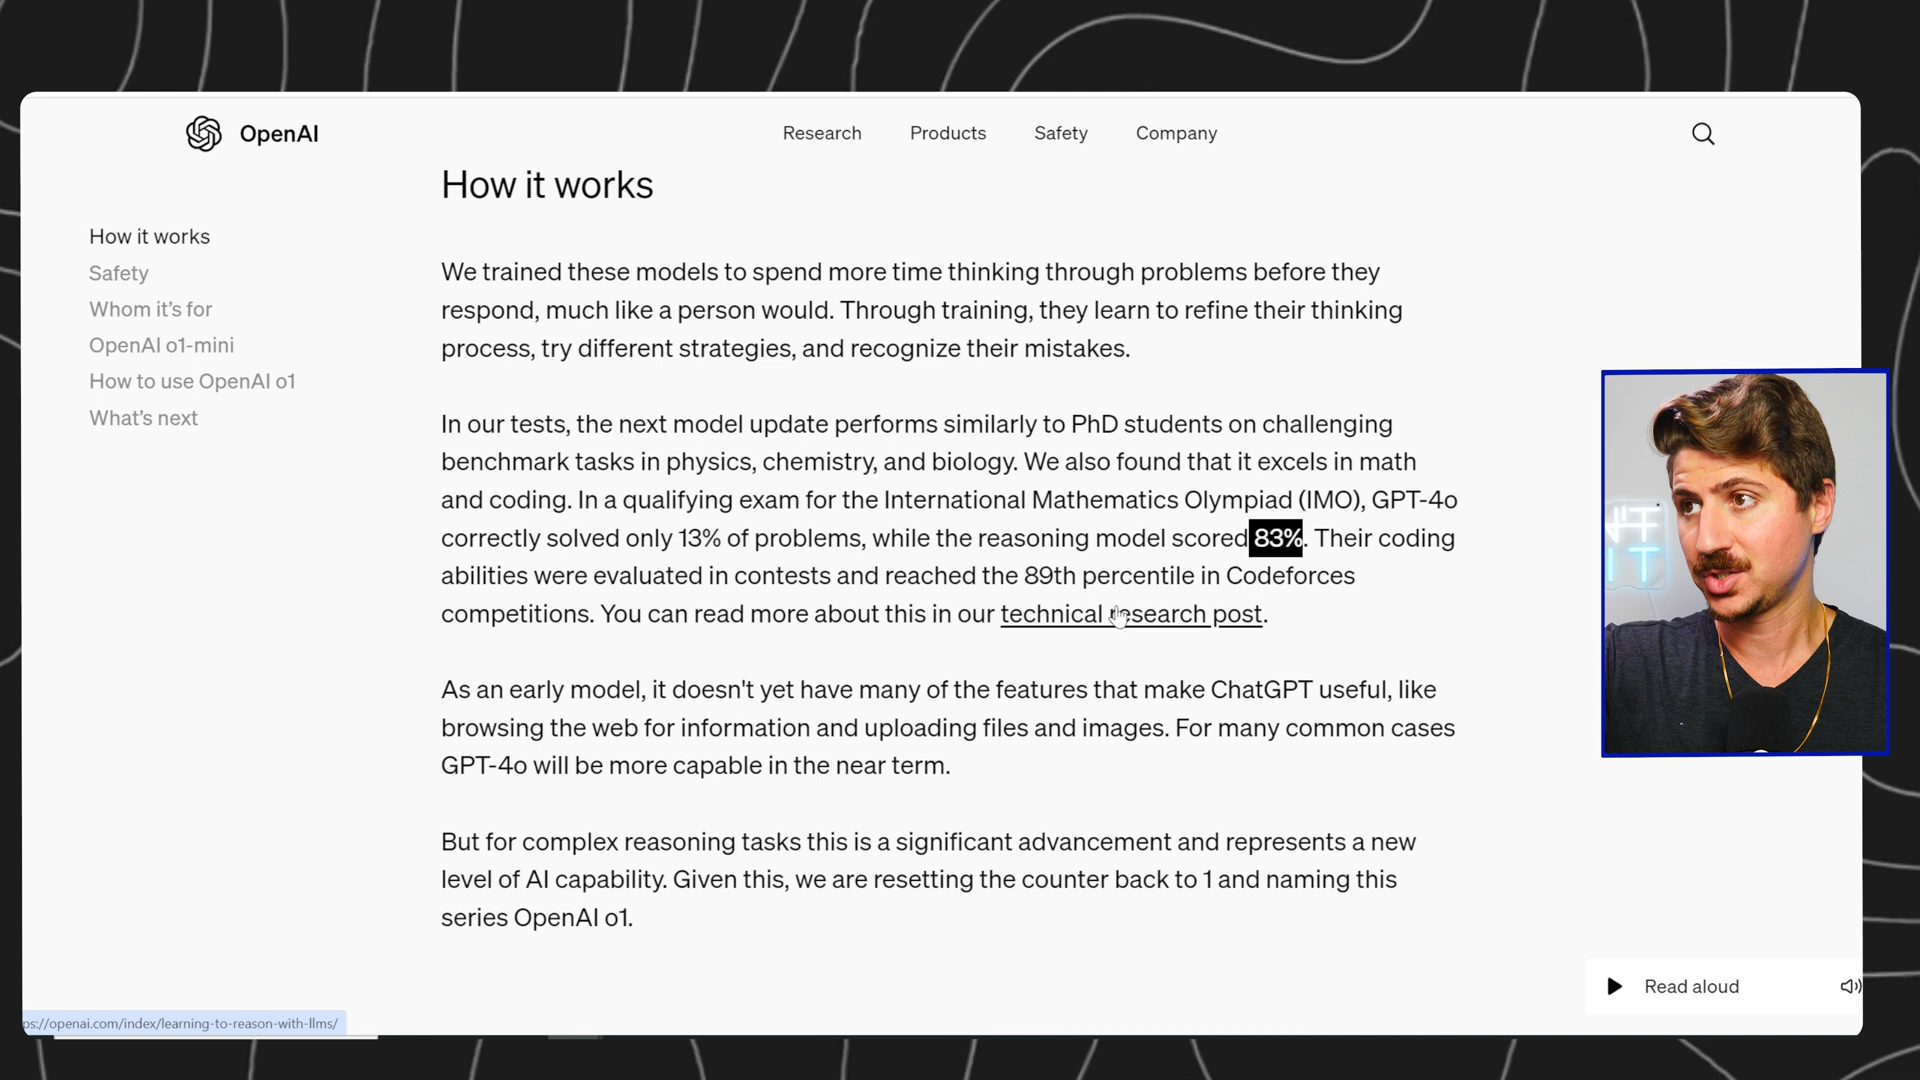 OpenAI
Research Products Safety Company
How it works
How it works
Safety
Whom it's for
OpenAI o1-mini
How to use OpenAI o1
What's next
We trained these models to spend more time thinking through problems before they
respond, much like a person would. Through training, they learn to refine their thinking
process, try different strategies, and recognize their mistakes.
In our tests, the next model update performs similarly to PhD students on challenging
benchmark tasks in physics, chemistry, and biology. We also found that it excels in math
and coding. In a qualifying exam for the International Mathematics Olympiad (IMO), GPT-4o
correctly solved only 13% of problems, while the reasoning model scored 83%. Their coding
abilities were evaluated in contests and reached the 89th percentile in Codeforces
competitions. You can read more about this in our technical research post.
As an early model, it doesn't yet have many of the features that make ChatGPT useful, like
browsing the web for information and uploading files and images. For many common cases
GPT-4o will be more capable in the near term.
But for complex reasoning tasks this is a significant advancement and represents a new
level of AI capability. Given this, we are resetting the counter back to 1 and naming this
series OpenAI o1.
Read aloud
ps://openai.com/index/learning-to-reason-with-llms/